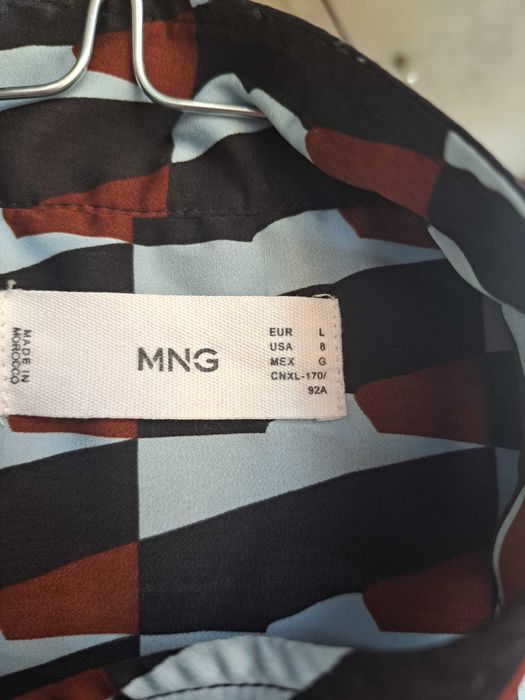 MADE IN
MOROCCO
MNG
EUR L
USA 8
MEX G
CNXL-170/
92A